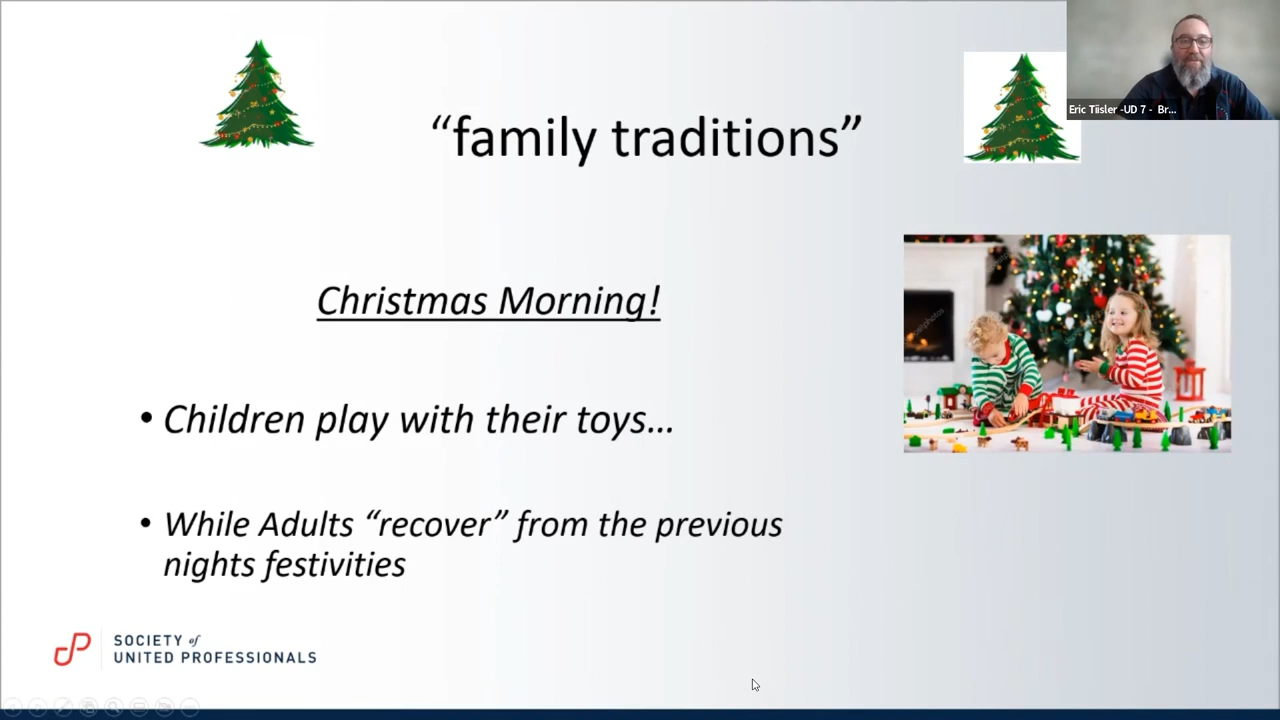 Eric Tiisler -UD 7 - Br...
“family traditions”
Christmas Morning!
• Children play with their toys...
• While Adults “recover” from the previous
nights festivities
SOCIETY of
UNITED PROFESSIONALS